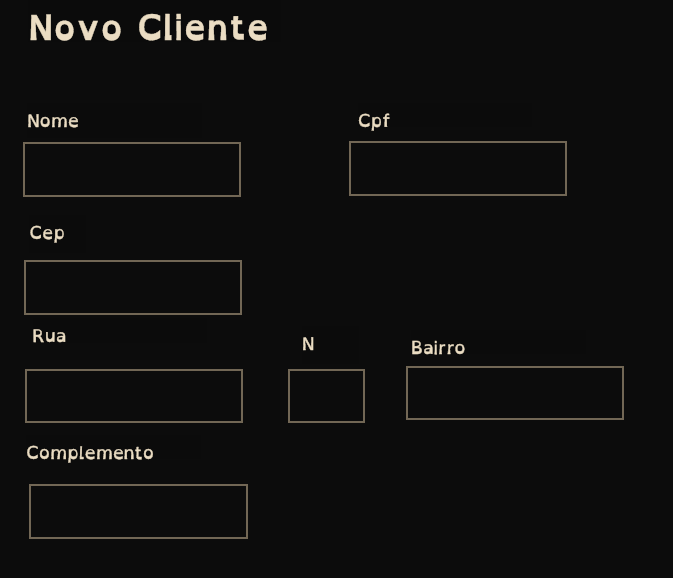 Novo Cliente
Nome
Cpf
Cep
Rua
N
Bairro
Complemento